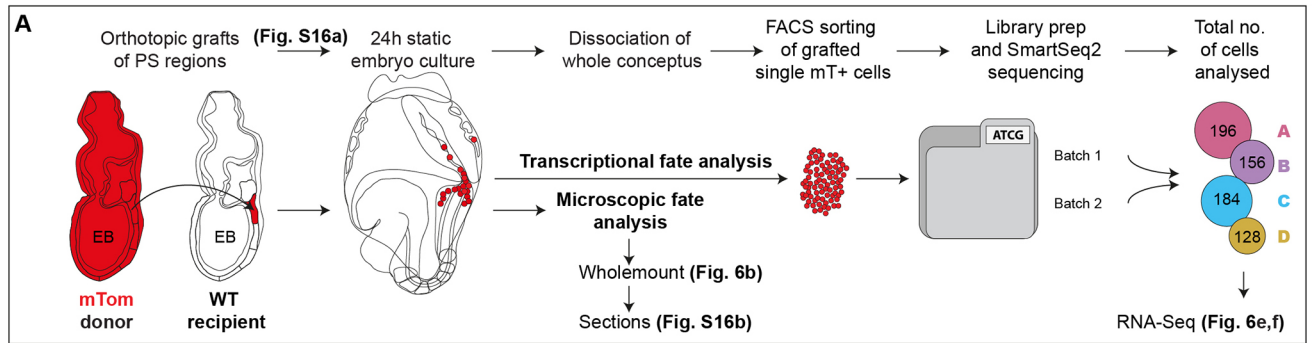 A
Orthotopic grafts
of PS regions
(Fig. S16a)
24h static
embryo culture
Dissociation of
whole conceptus
FACS sorting
of grafted
single mT+ cells
Library prep
and SmartSeq2
sequencing
Total no.
of cells
analysed
EB
EB
mTom
donor
WT
recipient
Transcriptional fate analysis
Microscopic fate
analysis
Wholemount (Fig. 6b)
Sections (Fig. S16b)
ATCG
Batch 1
Batch 2
196 A
156 B
184 C
128 D
RNA-Seq (Fig. 6e,f)